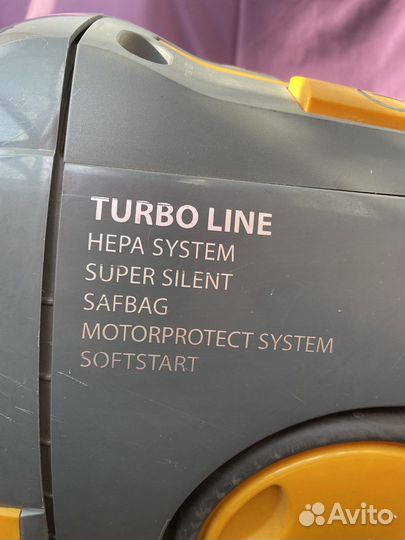 TURBO LINE
HEPA SYSTEM
SUPER SILENT
SAFBAG
MOTORPROTECT SYSTEM
SOFTSTART
Avito